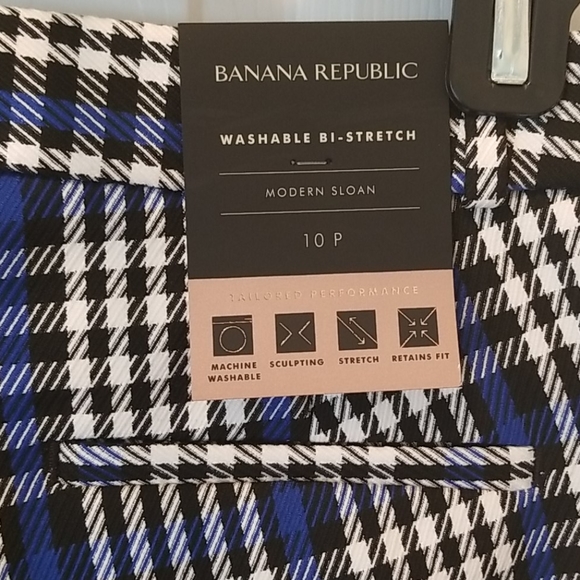 BANANA REPUBLIC
WASHABLE BI-STRETCH
MODERN SLOAN
10 P
TAILORED PERFORMANCE
MACHINE WASHABLE
SCULPTING
STRETCH
RETAINS FIT